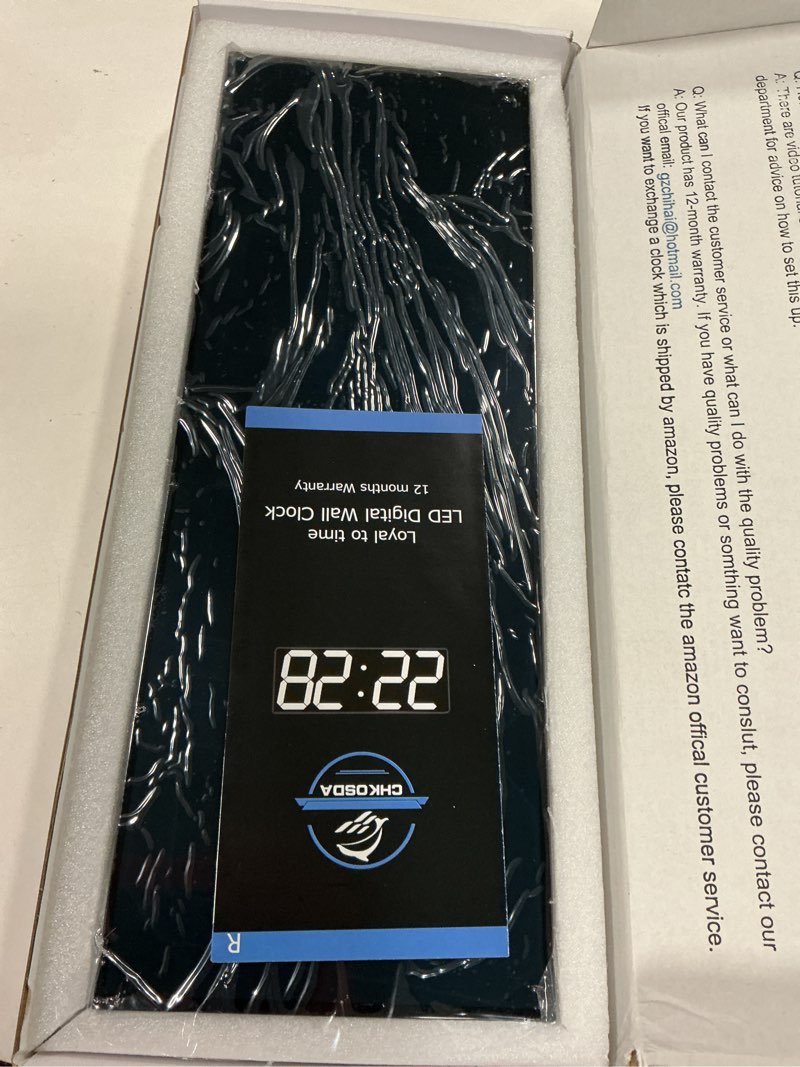 R
CHKOSDA
22:28
Loyal to time
LED Digital Wall Clock
12 months Warranty
A: There are video
department for advice on how to set this up.
Q: What can I contact the customer service or what can I do with the quality problem?
A: Our product has 12-month warranty. If you have quality problems or somthing want to conslut, please contact our
offical email: gzchihai@hotmail.com
If you want to exchange a clock which is shipped by amazon, please contatc the amazon offical customer service.